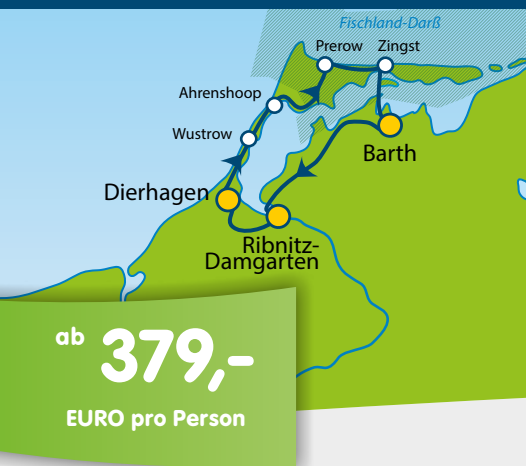 Fischland-Darß
Prerow Zingst
Ahrenshoop
Wustrow
Barth
Dierhagen
Ribnitz-
Damgarten
ab 379,-
EURO pro Person